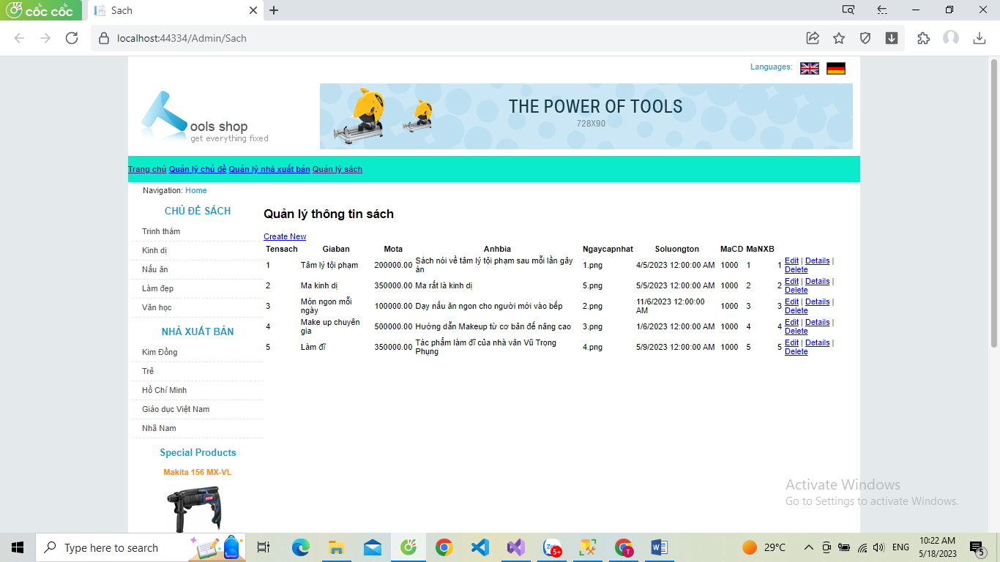 cốc cốc
Sach
localhost:44334/Admin/Sach
Languages:
ools shop
get everything fixed
THE POWER OF TOOLS
728X90
Trang chủ Quản lý chủ đề Quản lý nhà xuất bản Quản lý sách
Navigation: Home
CHỦ ĐỀ SÁCH
Trinh thám
Kinh dị
Nấu ăn
Làm đẹp
Văn học
NHÀ XUẤT BẢN
Kim Đồng
Trẻ
Hồ Chí Minh
Giáo dục Việt Nam
Nhã Nam
Special Products
Makita 156 MX-VL
Quản lý thông tin sách
Create New
Tensach Giaban Mota Anhbia Ngaycapnhat Soluongton MaCD MaNXB
1 Tâm lý tội phạm 200000.00 Sách nói về tâm lý tội phạm sau mỗi lần gây án 1.png 4/5/2023 12:00:00 AM 1000 1 1 Edit | Details | Delete
2 Ma kinh dị 350000.00 Ma rất là kinh dị 5.png 5/5/2023 12:00:00 AM 1000 2 2 Edit | Details | Delete
3 Món ngon mỗi ngày 100000.00 Dạy nấu ăn ngon cho người mới vào bếp 2.png 11/6/2023 12:00:00 AM 1000 3 3 Edit | Details | Delete
4 Make up chuyên gia 500000.00 Hướng dẫn Makeup từ cơ bản đế nâng cao 3.png 1/6/2023 12:00:00 AM 1000 4 4 Edit | Details | Delete
5 Làm đĩ 350000.00 Tác phẩm làm đĩ của nhà văn Vũ Trọng Phụng 4.png 5/9/2023 12:00:00 AM 1000 5 5 Edit | Details | Delete
Activate Windows
Go to Settings to activate Windows.
Type here to search
5+
T
29°C
ENG
10:22 AM
5/18/2023
5